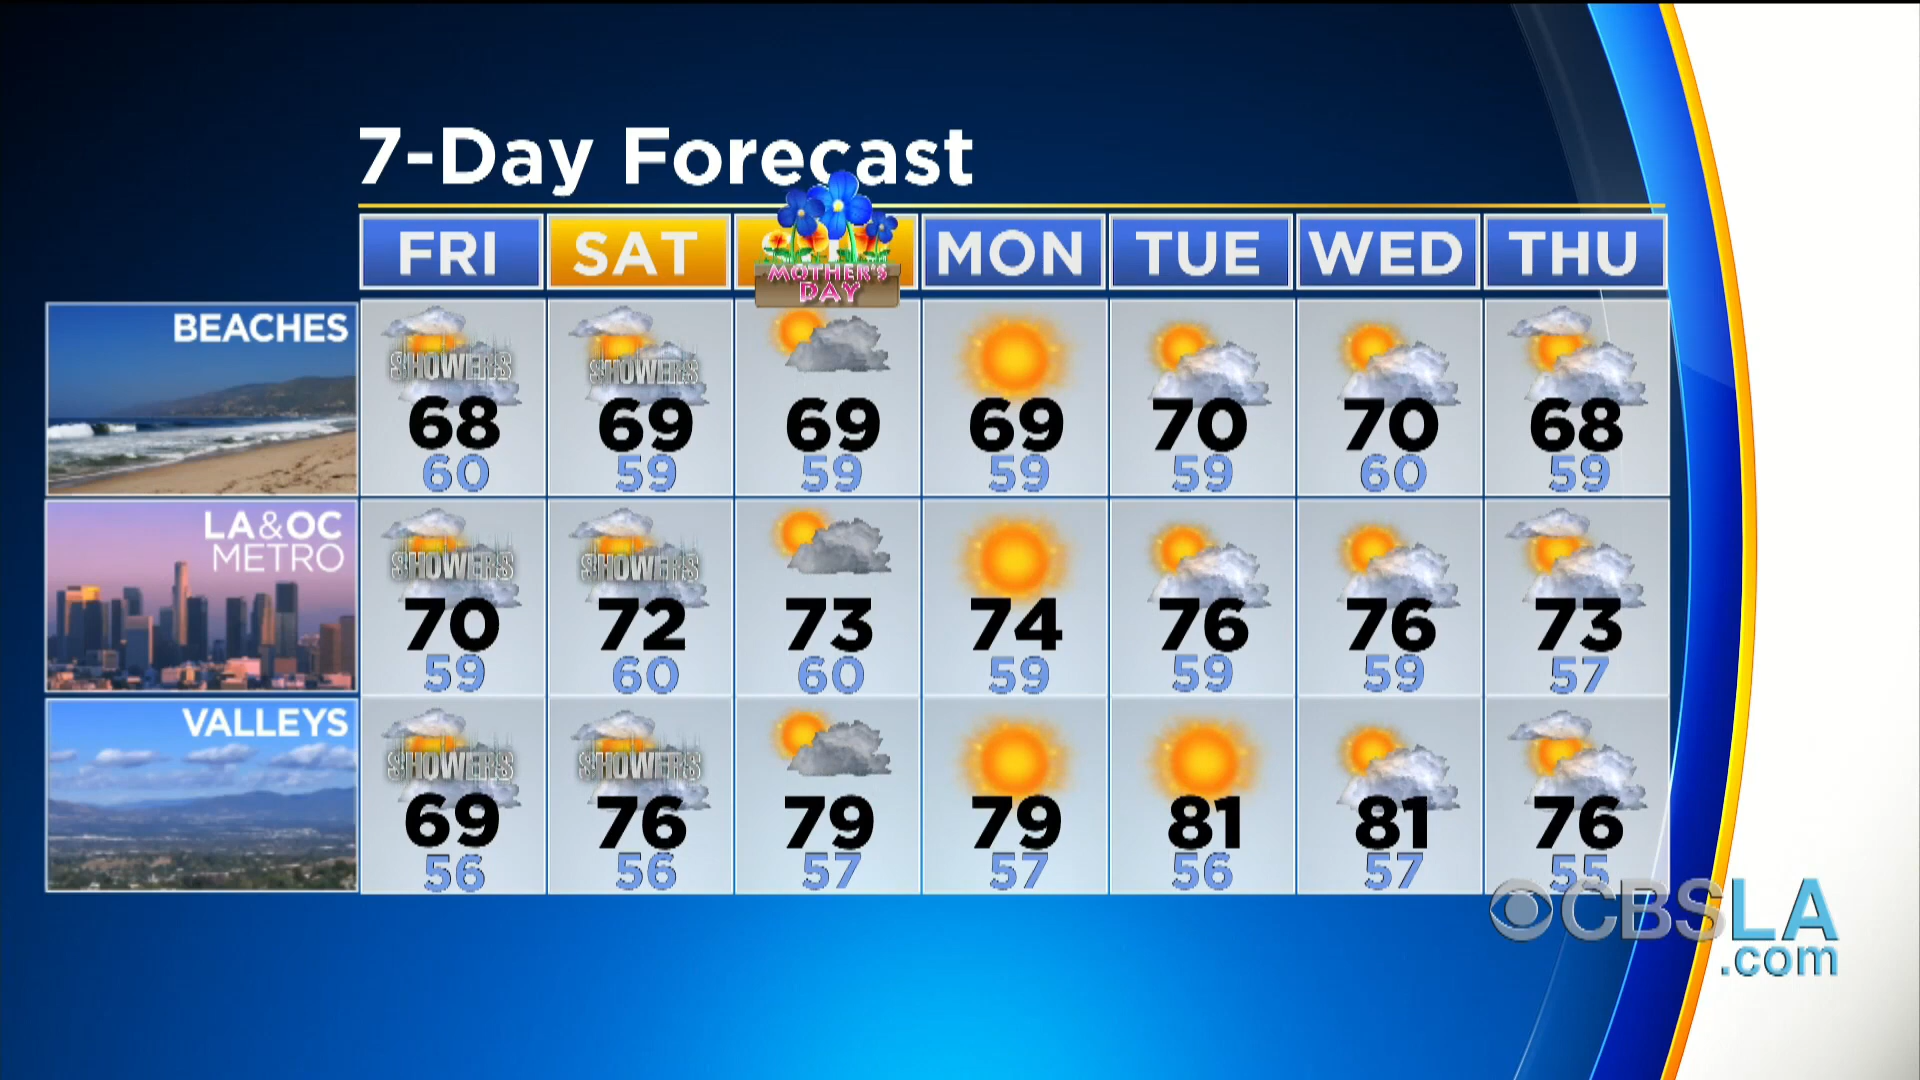 7-Day Forecast
FRI SAT MON TUE WED THU
MOTHER'S
DAY
BEACHES
SHOWERS SHOWERS
68 69 69 69 70 70 68
60 59 59 59 59 60 59
LA&OC
METRO
SHOWERS SHOWERS
70 72 73 74 76 76 73
59 60 60 59 59 59 57
VALLEYS
SHOWERS SHOWERS
69 76 79 79 81 81 76
56 56 57 57 56 57 55
CBSLA
.com